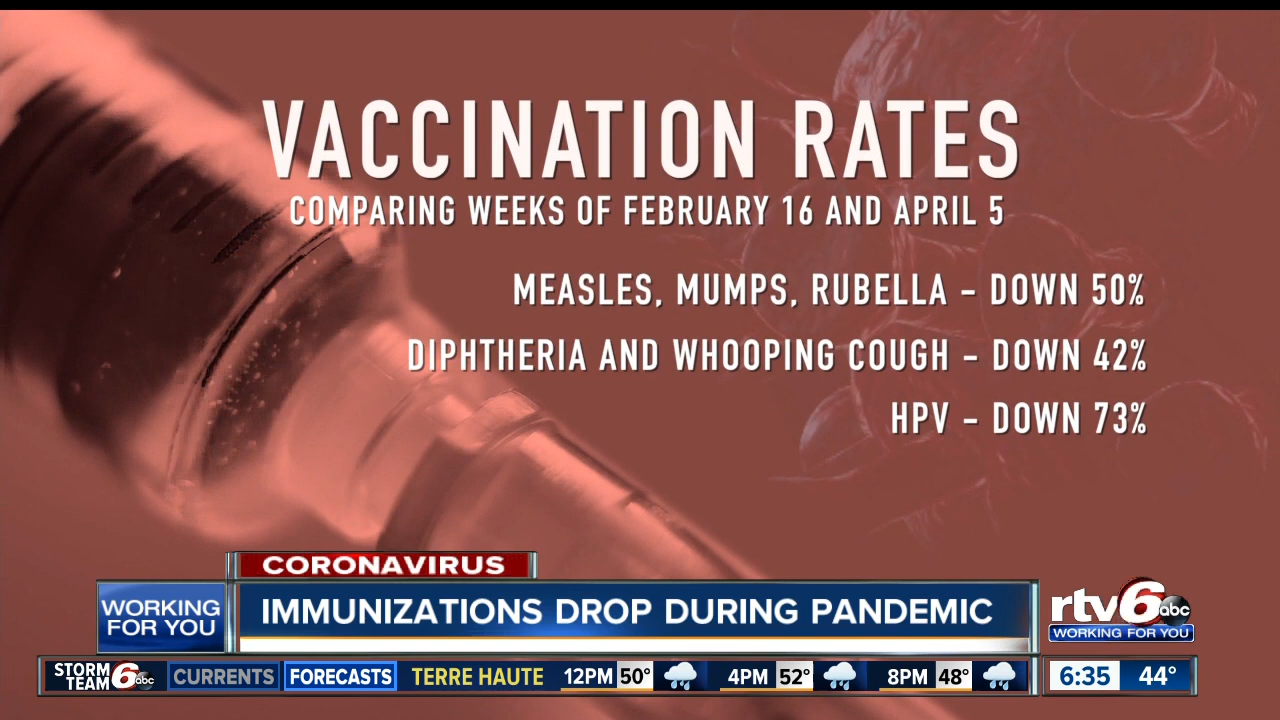 VACCINATION RATES
COMPARING WEEKS OF FEBRUARY 16 AND APRIL 5
MEASLES, MUMPS, RUBELLA - DOWN 50%
DIPHTHERIA AND WHOOPING COUGH - DOWN 42%
HPV - DOWN 73%
CORONAVIRUS
WORKING
FOR YOU
IMMUNIZATIONS DROP DURING PANDEMIC
rtv6 abc
WORKING FOR YOU
STORM
TEAM 6 abc
CURRENTS FORECASTS TERRE HAUTE 12PM 50° 4PM 52° 8PM 48°
6:35 44°